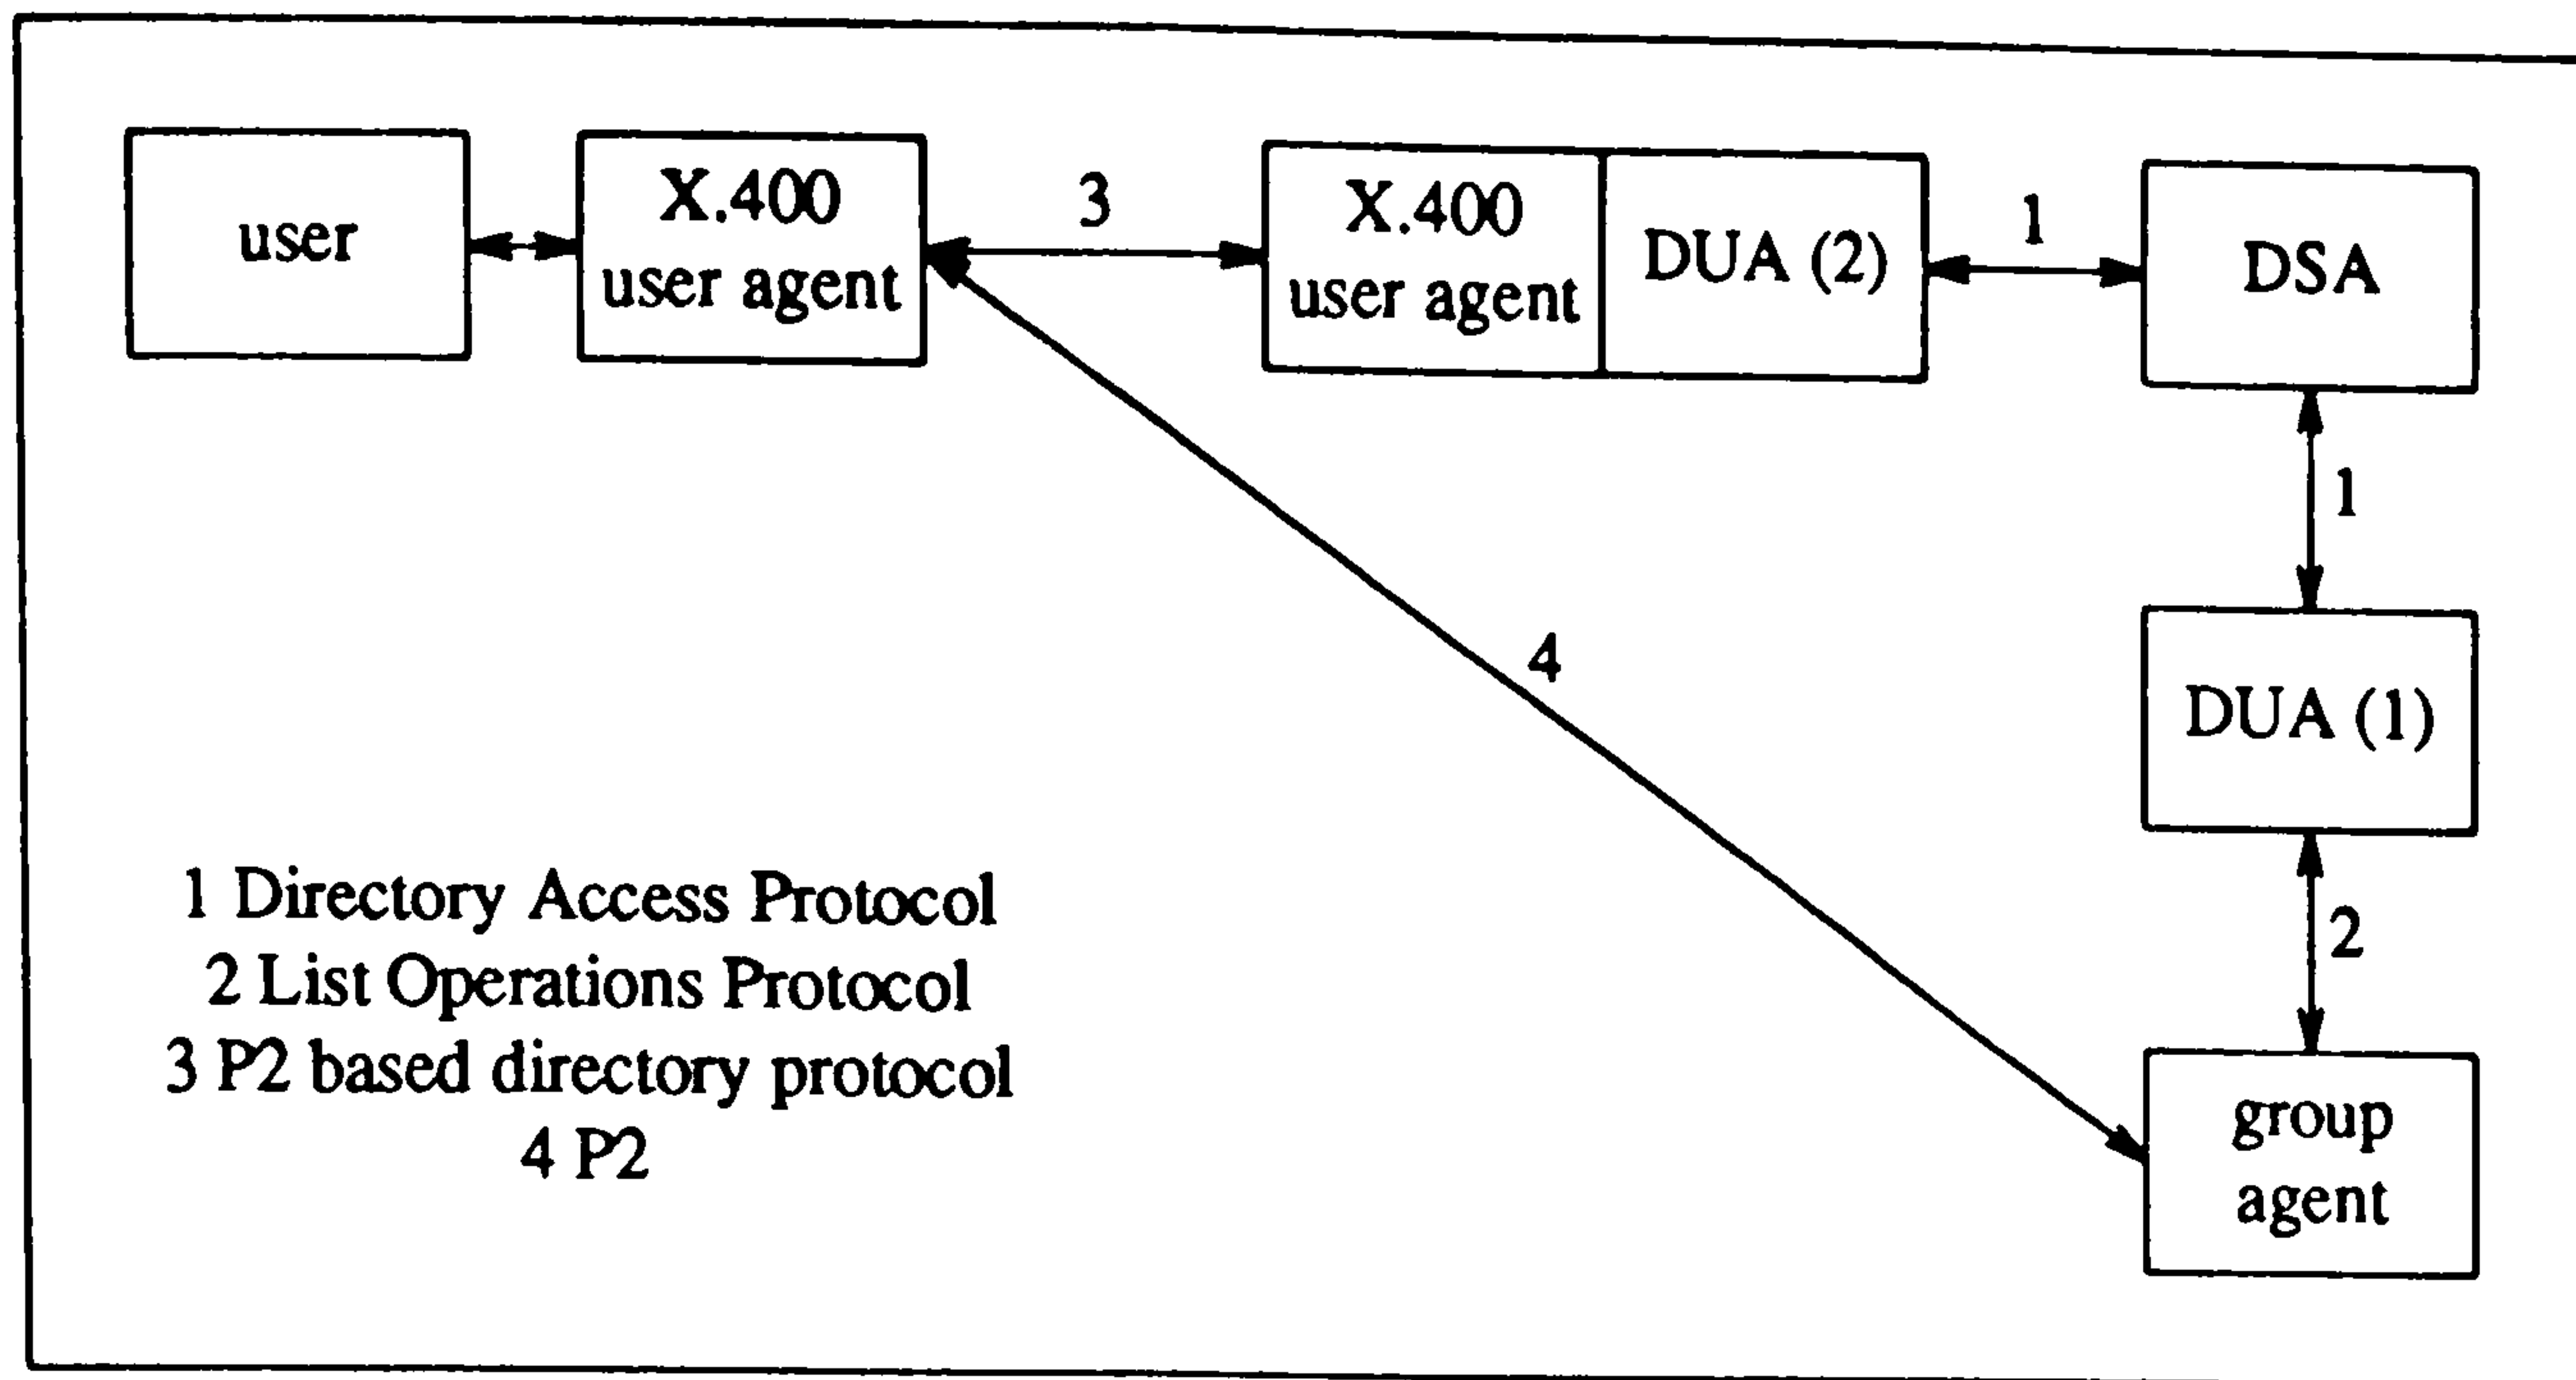 user
X.400
user agent
3
X.400
user agent
DUA (2)
1
DSA
1
4
DUA (1)
2
group
agent
1 Directory Access Protocol
2 List Operations Protocol
3 P2 based directory protocol
4 P2